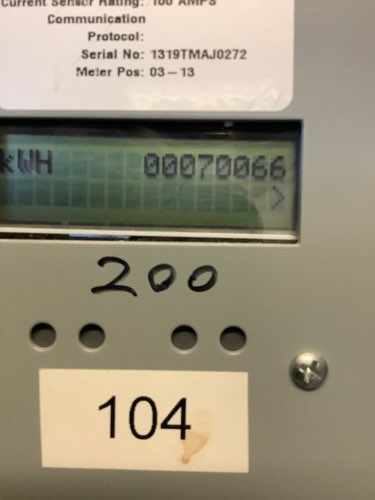 Current Sensor Rating: 100 AMPS
Communication
Protocol:
Serial No: 1319TMAJ0272
Meter Pos: 03-13
kWH 00070066
>
200
104